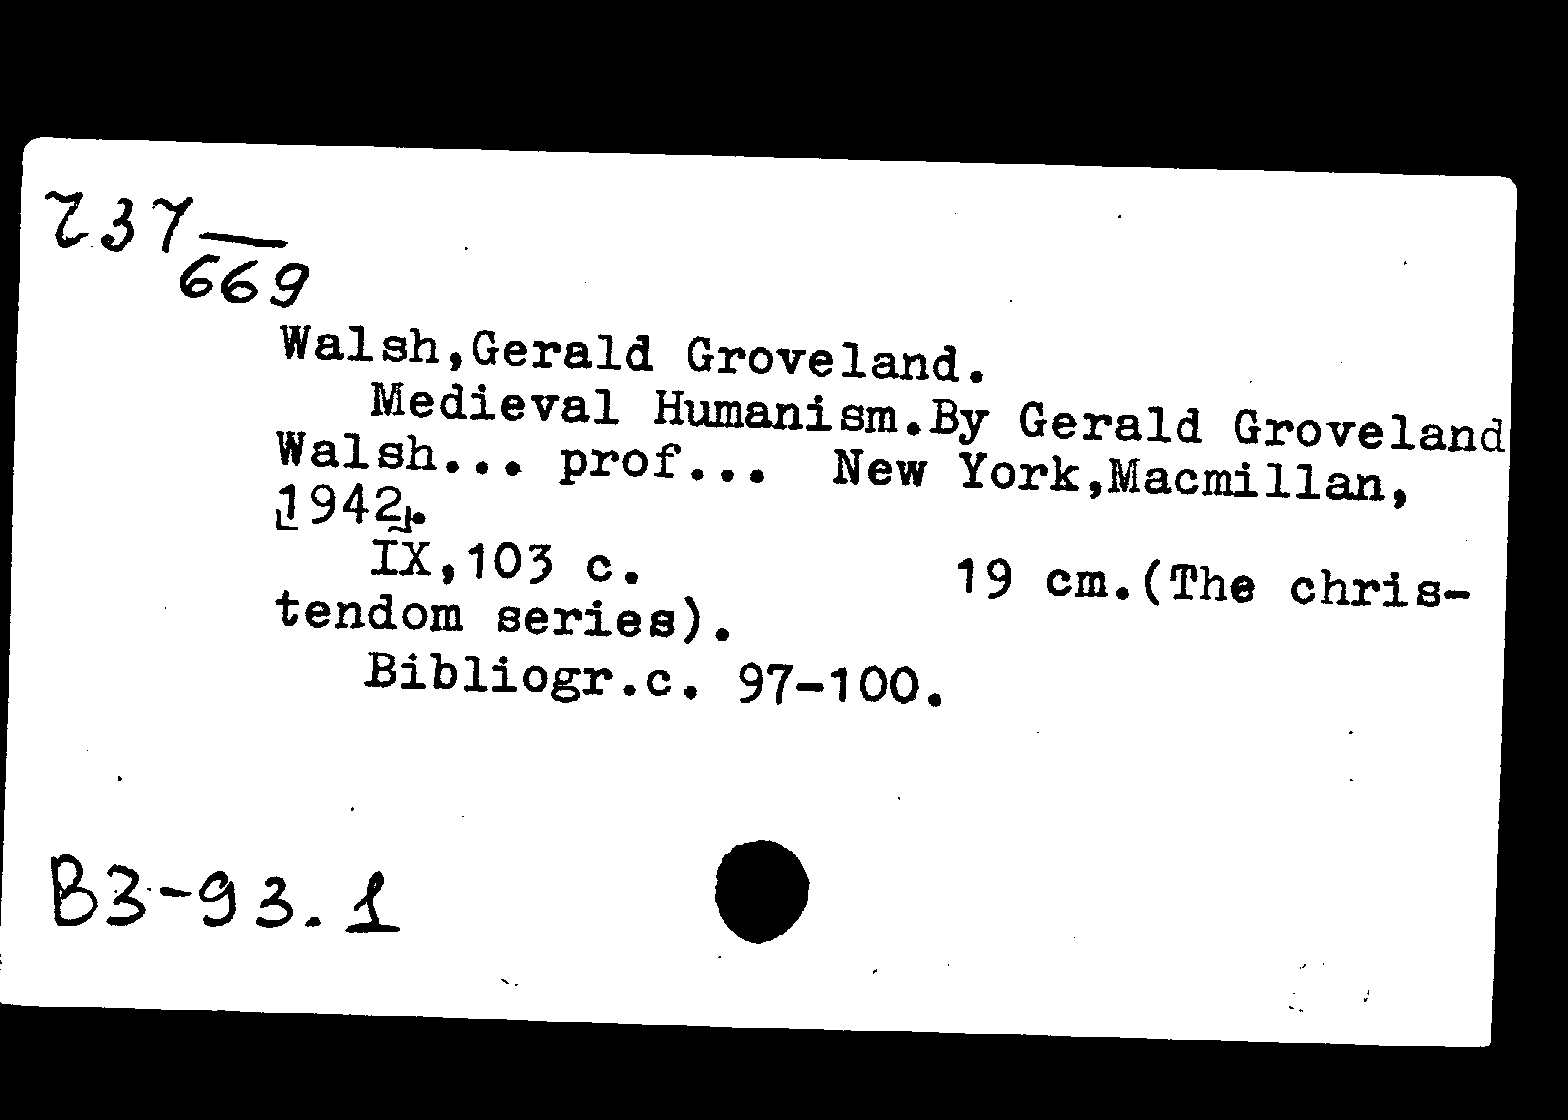 Z37
669
Walsh,Gerald Groveland.
Medieval Humanism.By Gerald Groveland
Walsh... prof... New York,Macmillan,
[1942].
IX,103 c. 19 cm.(The chris-
tendom series).
Bibliogr.c. 97-100.
B3-93.1